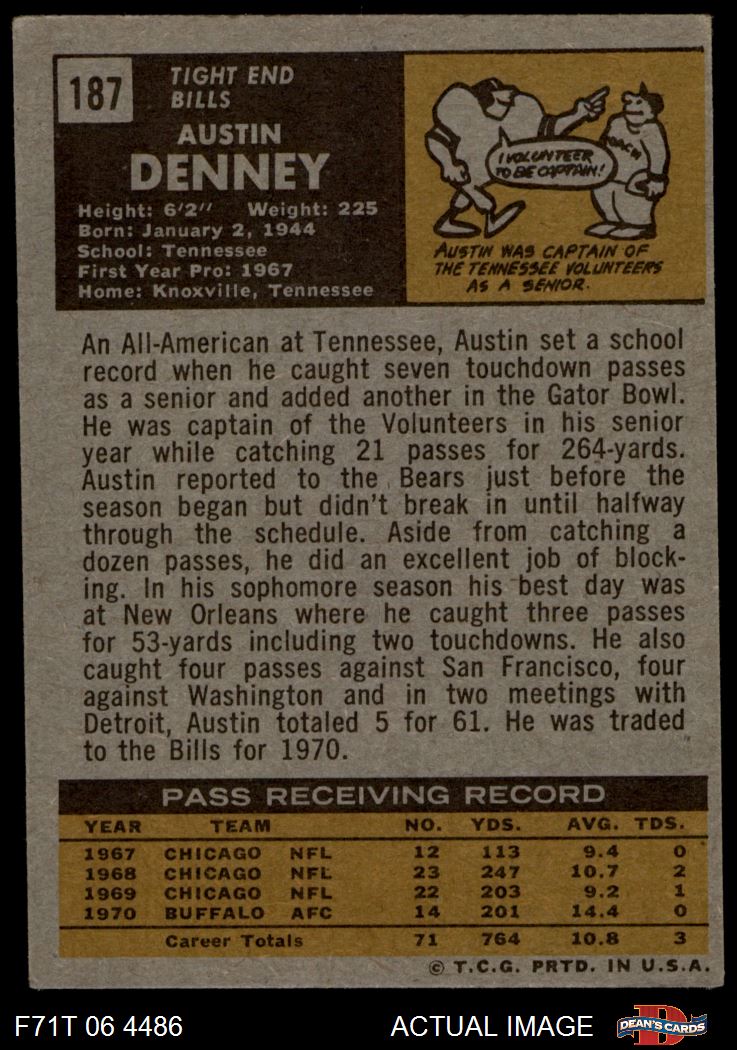 187
TIGHT END
BILLS
AUSTIN
DENNEY
Height: 6'2" Weight: 225
Born: January 2, 1944
School: Tennessee
First Year Pro: 1967
Home: Knoxville, Tennessee
I VOLUNTEER
TO BE CAPTAIN!
COACH
AUSTIN WAS CAPTAIN OF
THE TENNESSEE VOLUNTEERS
AS A SENIOR.
An All-American at Tennessee, Austin set a school
record when he caught seven touchdown passes
as a senior and added another in the Gator Bowl.
He was captain of the Volunteers in his senior
year while catching 21 passes for 264-yards.
Austin reported to the Bears just before the
season began but didn't break in until halfway
through the schedule. Aside from catching a
dozen passes, he did an excellent job of block-
ing. In his sophomore season his best day was
at New Orleans where he caught three passes
for 53-yards including two touchdowns. He also
caught four passes against San Francisco, four
against Washington and in two meetings with
Detroit, Austin totaled 5 for 61. He was traded
to the Bills for 1970.
PASS RECEIVING RECORD
YEAR TEAM NO. YDS. AVG. TDS.
1967 CHICAGO NFL 12 113 9.4 0
1968 CHICAGO NFL 23 247 10.7 2
1969 CHICAGO NFL 22 203 9.2 1
1970 BUFFALO AFC 14 201 14.4 0
Career Totals 71 764 10.8 3
© T.C.G. PRTD. IN U.S.A.
F71T 06 4486 ACTUAL IMAGE
D
DEAN'S CARDS